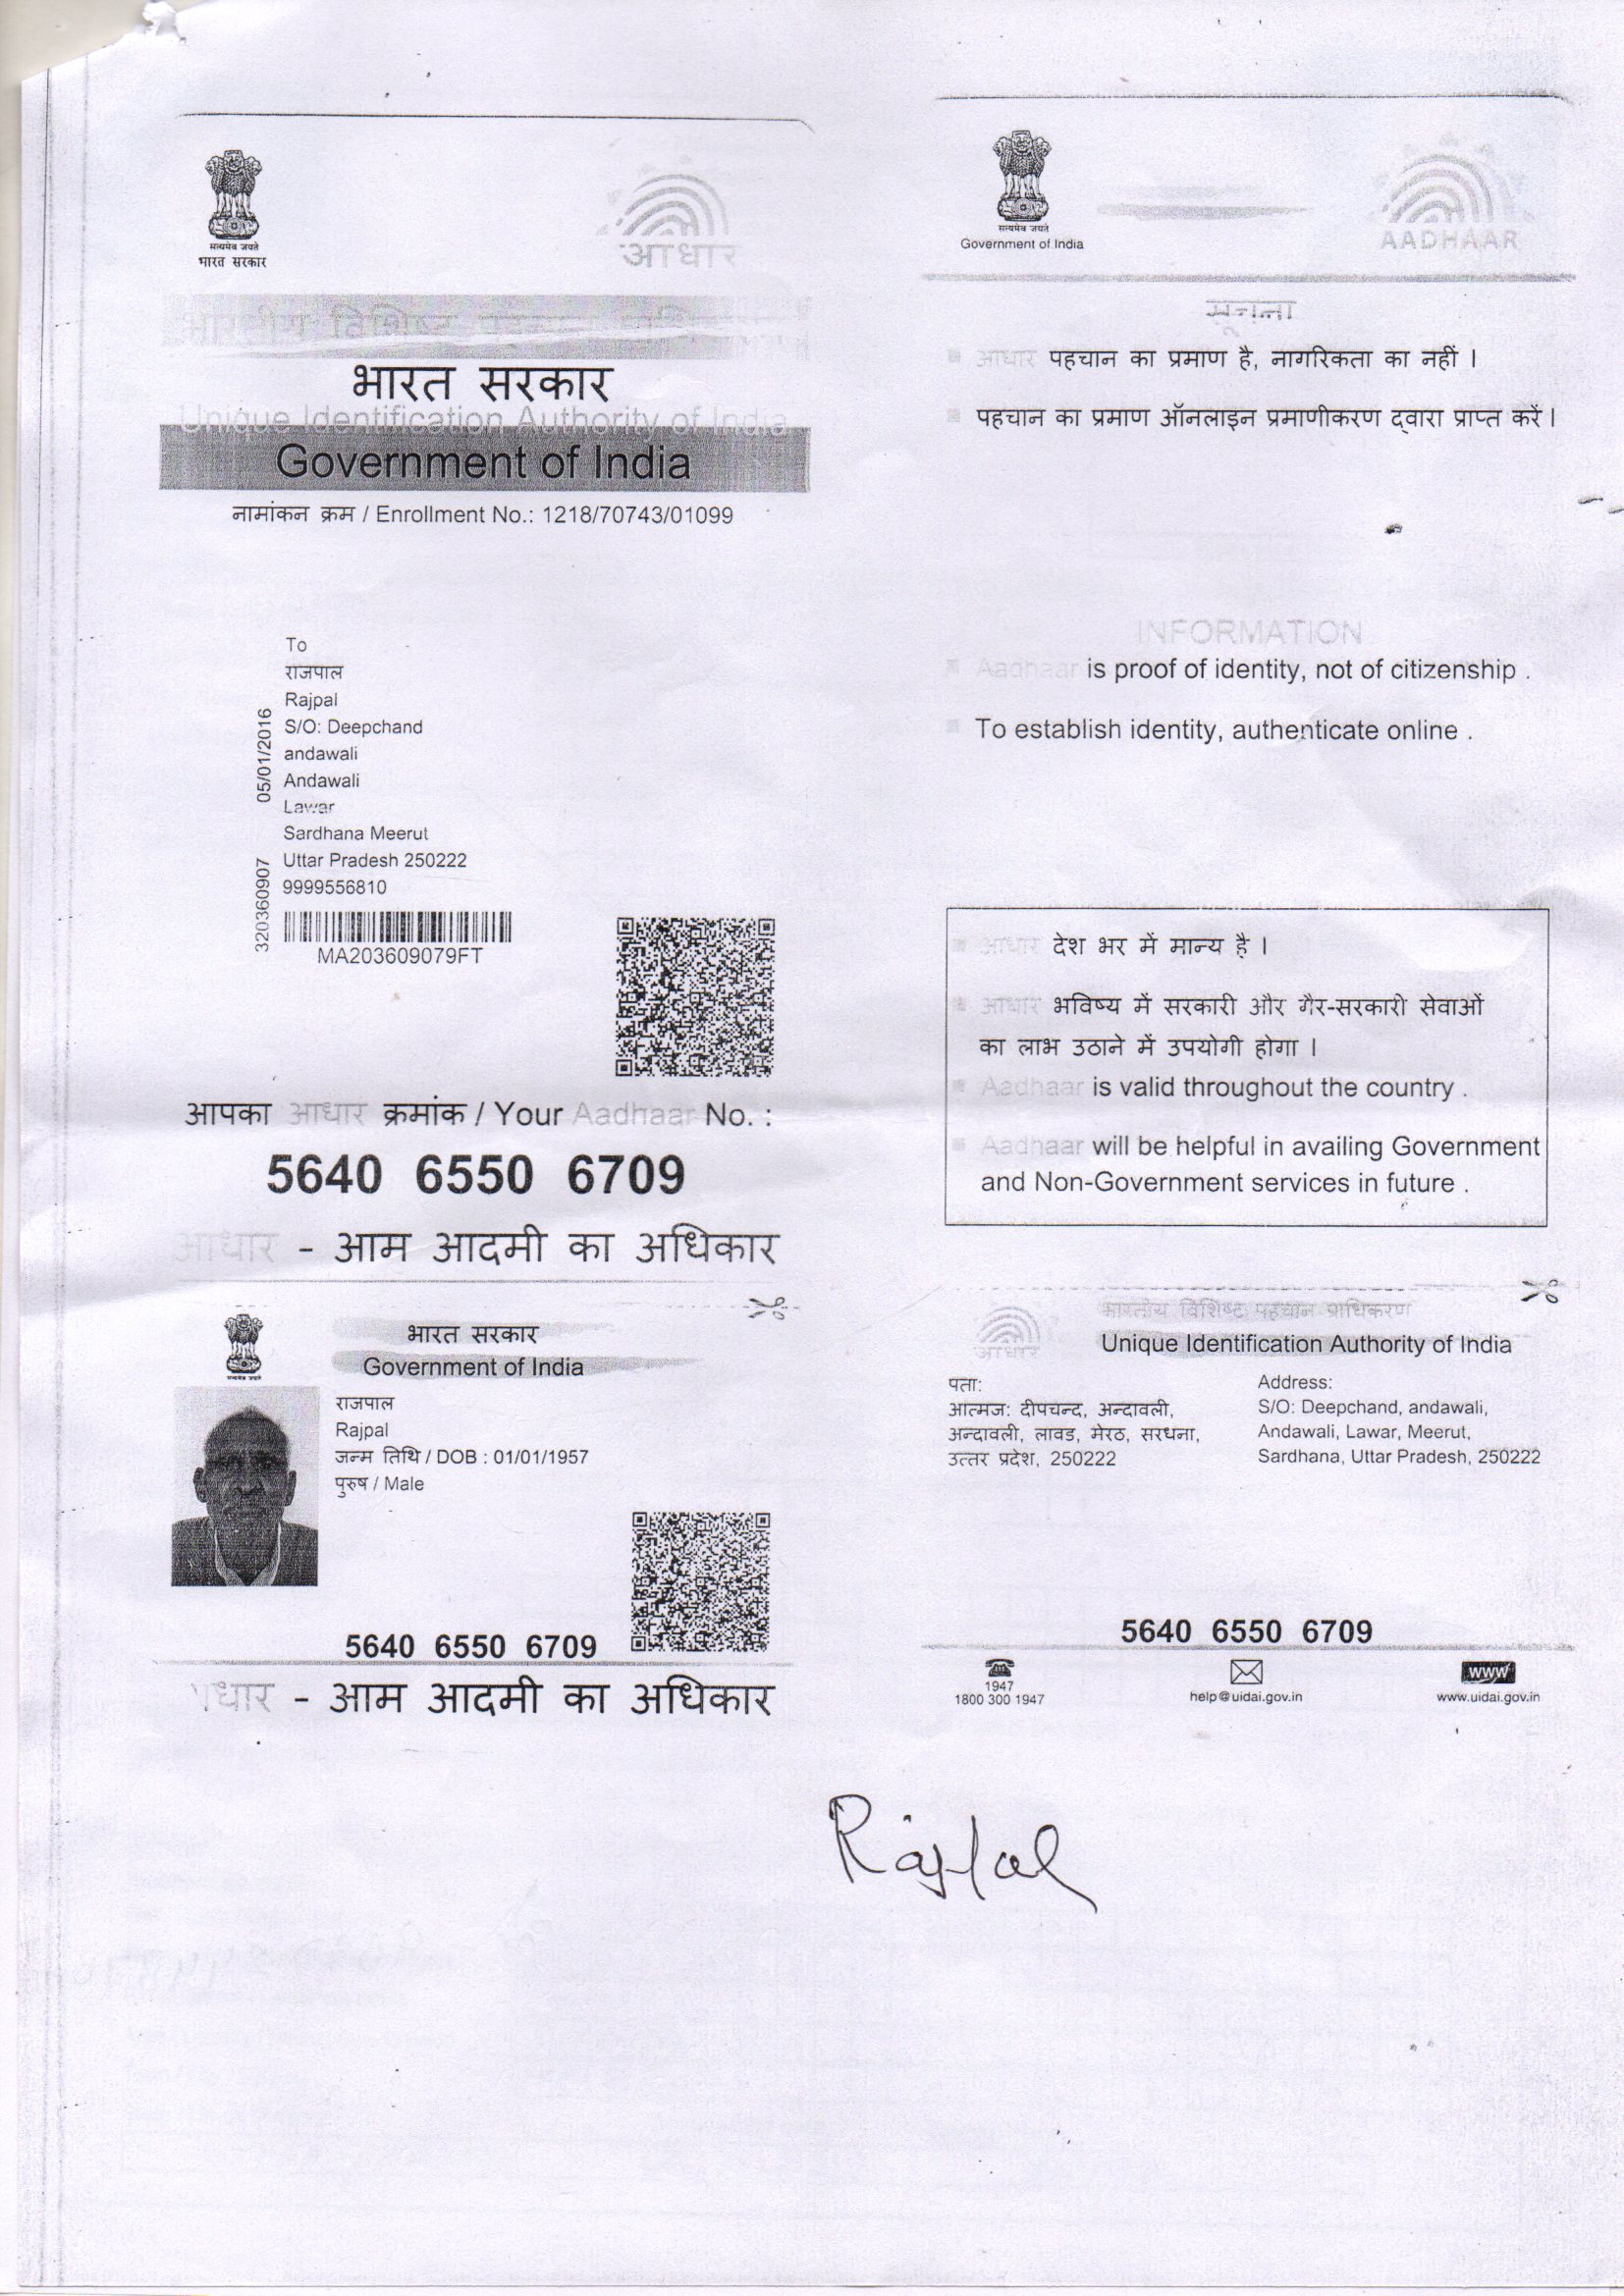 सत्यमेव जयते
भारत सरकार
आधार
भारत सरकार
Unique Identification Authority of India
Government of India
नामांकन क्रम / Enrollment No.: 1218/70743/01099
To
राजपाल
Rajpal
S/O: Deepchand
andawali
Andawali
Lawar
Sardhana Meerut
Uttar Pradesh 250222
9999556810
320360907 05/01/2016
MA203609079FT
आपका आधार क्रमांक / Your Aadhaar No. :
5640 6550 6709
आधार - आम आदमी का अधिकार
सत्यमेव जयते
Government of India
AADHAAR
सूचना
आधार पहचान का प्रमाण है, नागरिकता का नहीं ।
पहचान का प्रमाण ऑनलाइन प्रमाणीकरण द्वारा प्राप्त करें ।
INFORMATION
Aadhaar is proof of identity, not of citizenship .
To establish identity, authenticate online .
आधार देश भर में मान्य है ।
आधार भविष्य में सरकारी और गैर-सरकारी सेवाओं
का लाभ उठाने में उपयोगी होगा ।
Aadhaar is valid throughout the country .
Aadhaar will be helpful in availing Government
and Non-Government services in future .
भारत सरकार
Government of India
राजपाल
Rajpal
जन्म तिथि / DOB : 01/01/1957
पुरुष / Male
5640 6550 6709
धार - आम आदमी का अधिकार
भारतीय विशिष्ट पहचान प्राधिकरण
आधार
Unique Identification Authority of India
पता:
आत्मज: दीपचन्द, अन्दावली,
अन्दावली, लावड, मेरठ, सरधना,
उत्तर प्रदेश, 250222
Address:
S/O: Deepchand, andawali,
Andawali, Lawar, Meerut,
Sardhana, Uttar Pradesh, 250222
5640 6550 6709
1947
1800 300 1947
help@uidai.gov.in
www
www.uidai.gov.in
Rajpal